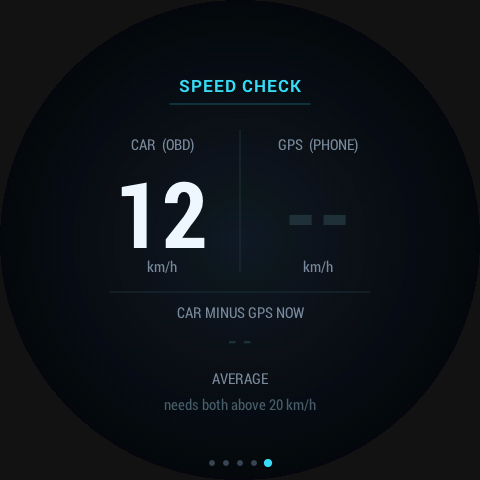 SPEED CHECK
CAR (OBD)
GPS (PHONE)
12
--
km/h
km/h
CAR MINUS GPS NOW
--
AVERAGE
needs both above 20 km/h